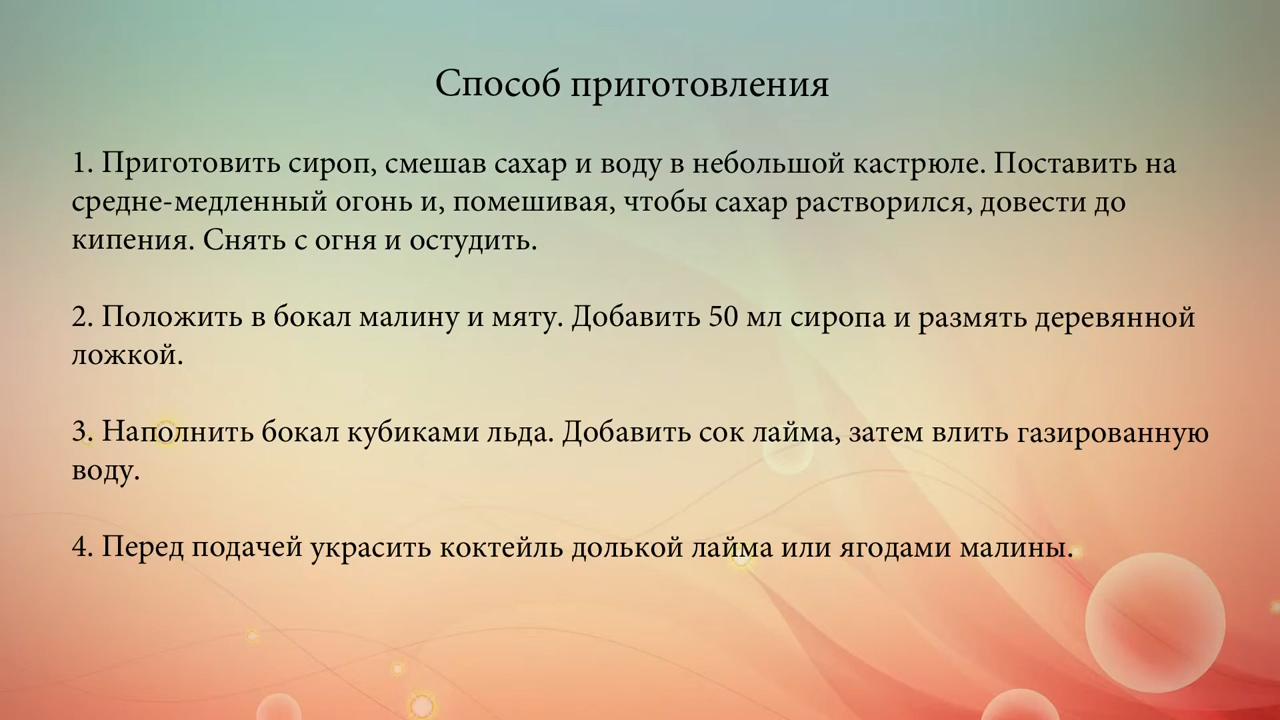 Способ приготовления
1. Приготовить сироп, смешав сахар и воду в небольшой кастрюле. Поставить на
средне-медленный огонь и, помешивая, чтобы сахар растворился, довести до
кипения. Снять с огня и остудить.
2. Положить в бокал малину и мяту. Добавить 50 мл сиропа и размять деревянной
ложкой.
3. Наполнить бокал кубиками льда. Добавить сок лайма, затем влить газированную
воду.
4. Перед подачей украсить коктейль долькой лайма или ягодами малины.